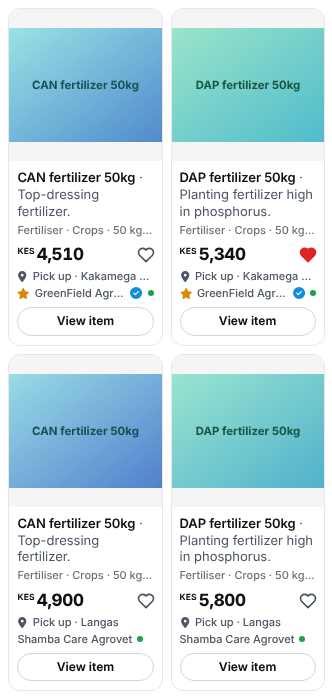 CAN fertilizer 50kg
CAN fertilizer 50kg ·
Top-dressing
fertilizer.
Fertiliser · Crops · 50 kg...
KES 4,510
Pick up · Kakamega ...
GreenField Agr...
View item
DAP fertilizer 50kg
DAP fertilizer 50kg ·
Planting fertilizer high
in phosphorus.
Fertiliser · Crops · 50 kg...
KES 5,340
Pick up · Kakamega ...
GreenField Agr...
View item
CAN fertilizer 50kg
CAN fertilizer 50kg ·
Top-dressing
fertilizer.
Fertiliser · Crops · 50 kg...
KES 4,900
Pick up · Langas
Shamba Care Agrovet
View item
DAP fertilizer 50kg
DAP fertilizer 50kg ·
Planting fertilizer high
in phosphorus.
Fertiliser · Crops · 50 kg...
KES 5,800
Pick up · Langas
Shamba Care Agrovet
View item